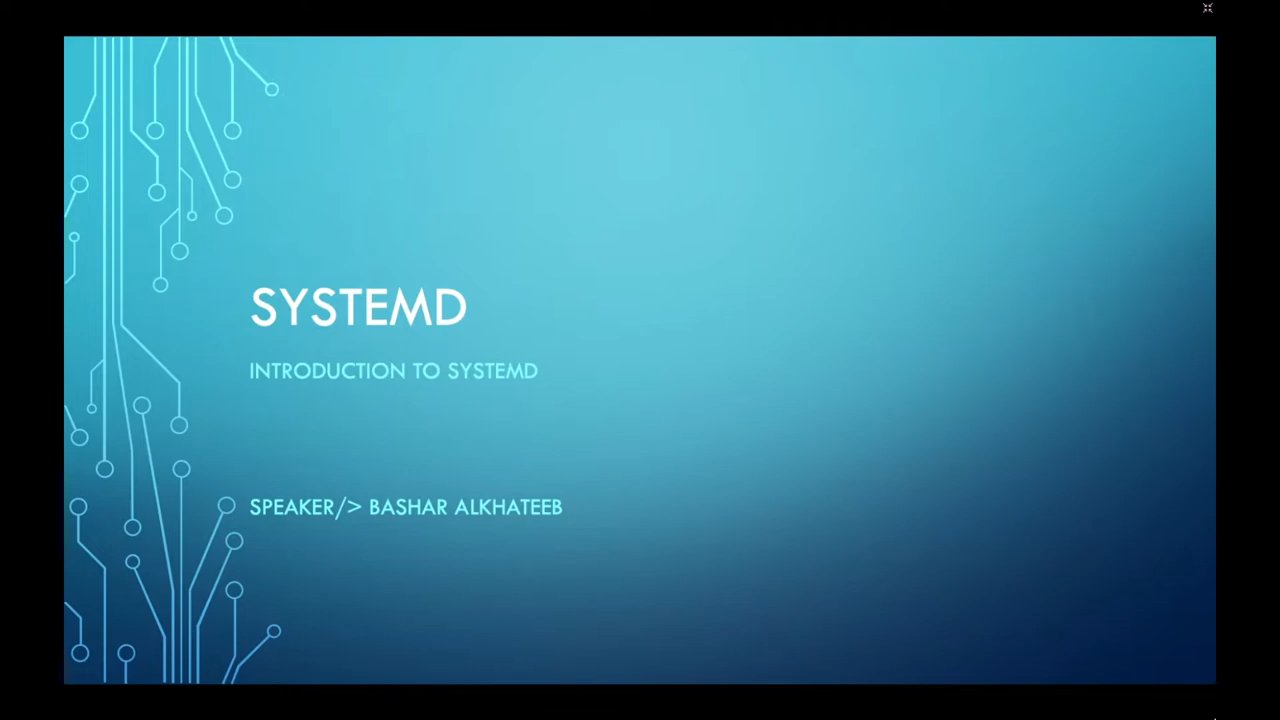 SYSTEMD
INTRODUCTION TO SYSTEMD
SPEAKER/> BASHAR ALKHATEEB